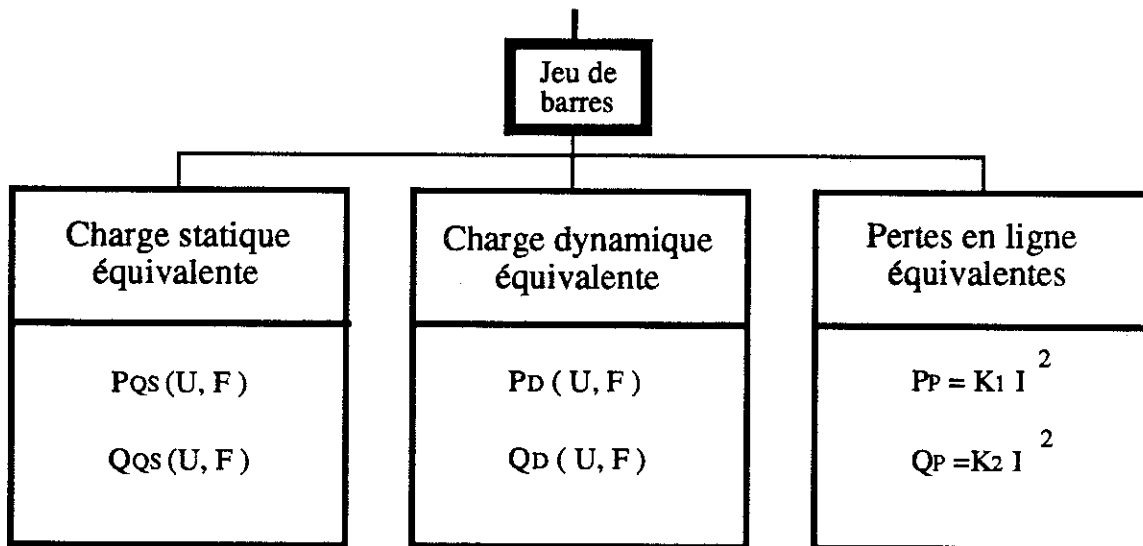 Jeu de
barres
Charge statique
équivalente
Charge dynamique
équivalente
Pertes en ligne
équivalentes
PQS (U, F )
QQS (U, F )
PD ( U, F )
QD ( U, F )
PP = K1 I 2
QP =K2 I 2